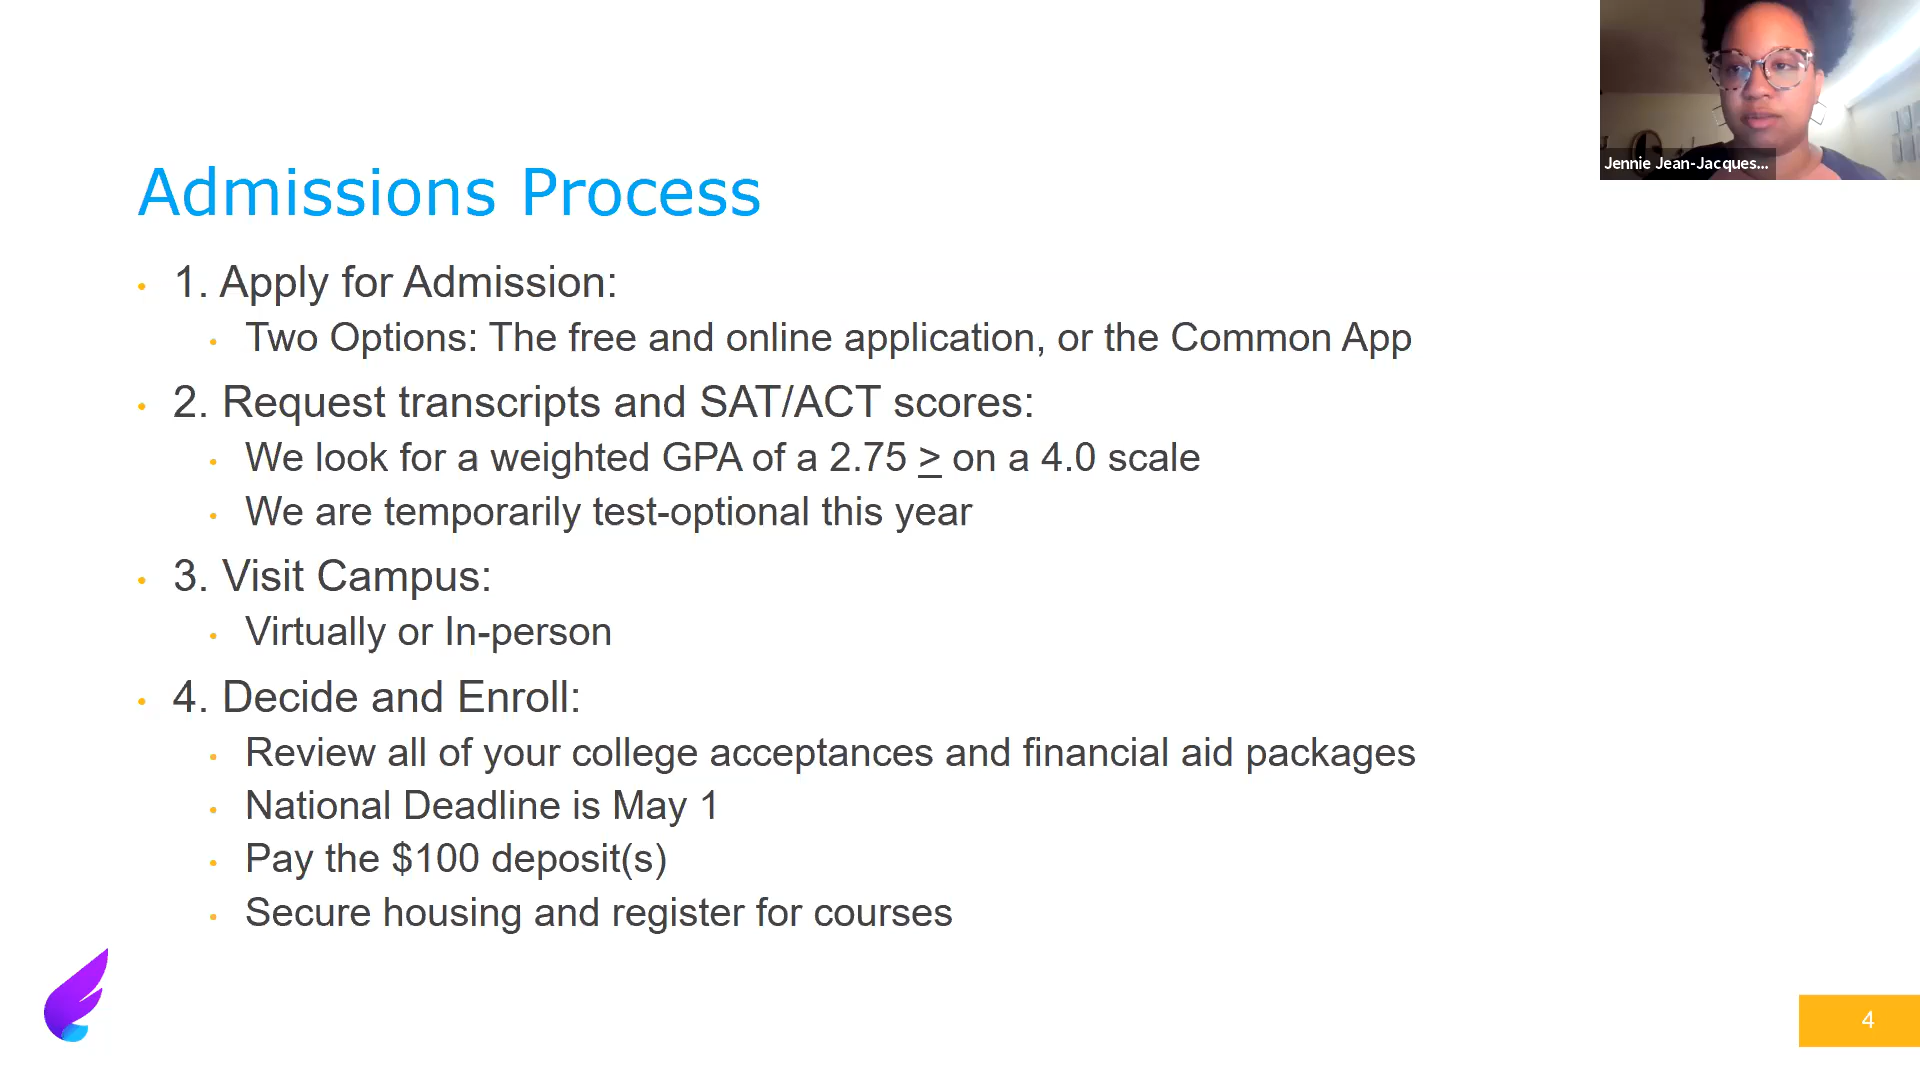 Jennie Jean-Jacques...
Admissions Process
• 1. Apply for Admission:
• Two Options: The free and online application, or the Common App
• 2. Request transcripts and SAT/ACT scores:
• We look for a weighted GPA of a 2.75 > on a 4.0 scale
• We are temporarily test-optional this year
• 3. Visit Campus:
• Virtually or In-person
• 4. Decide and Enroll:
• Review all of your college acceptances and financial aid packages
• National Deadline is May 1
• Pay the $100 deposit(s)
• Secure housing and register for courses
4